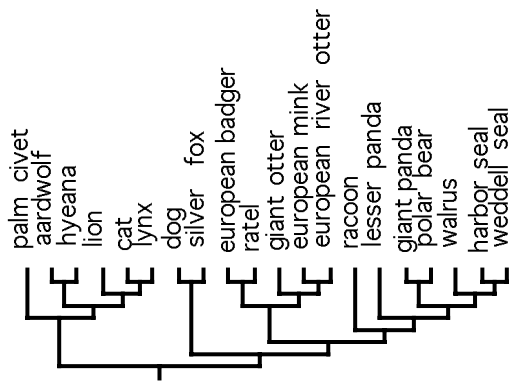 palm civet
aardwolf
hyeana
lion
cat
lynx
dog
silver fox
european badger
ratel
giant otter
european mink
european river otter
racoon
lesser panda
giant panda
polar bear
walrus
harbor seal
weddell seal